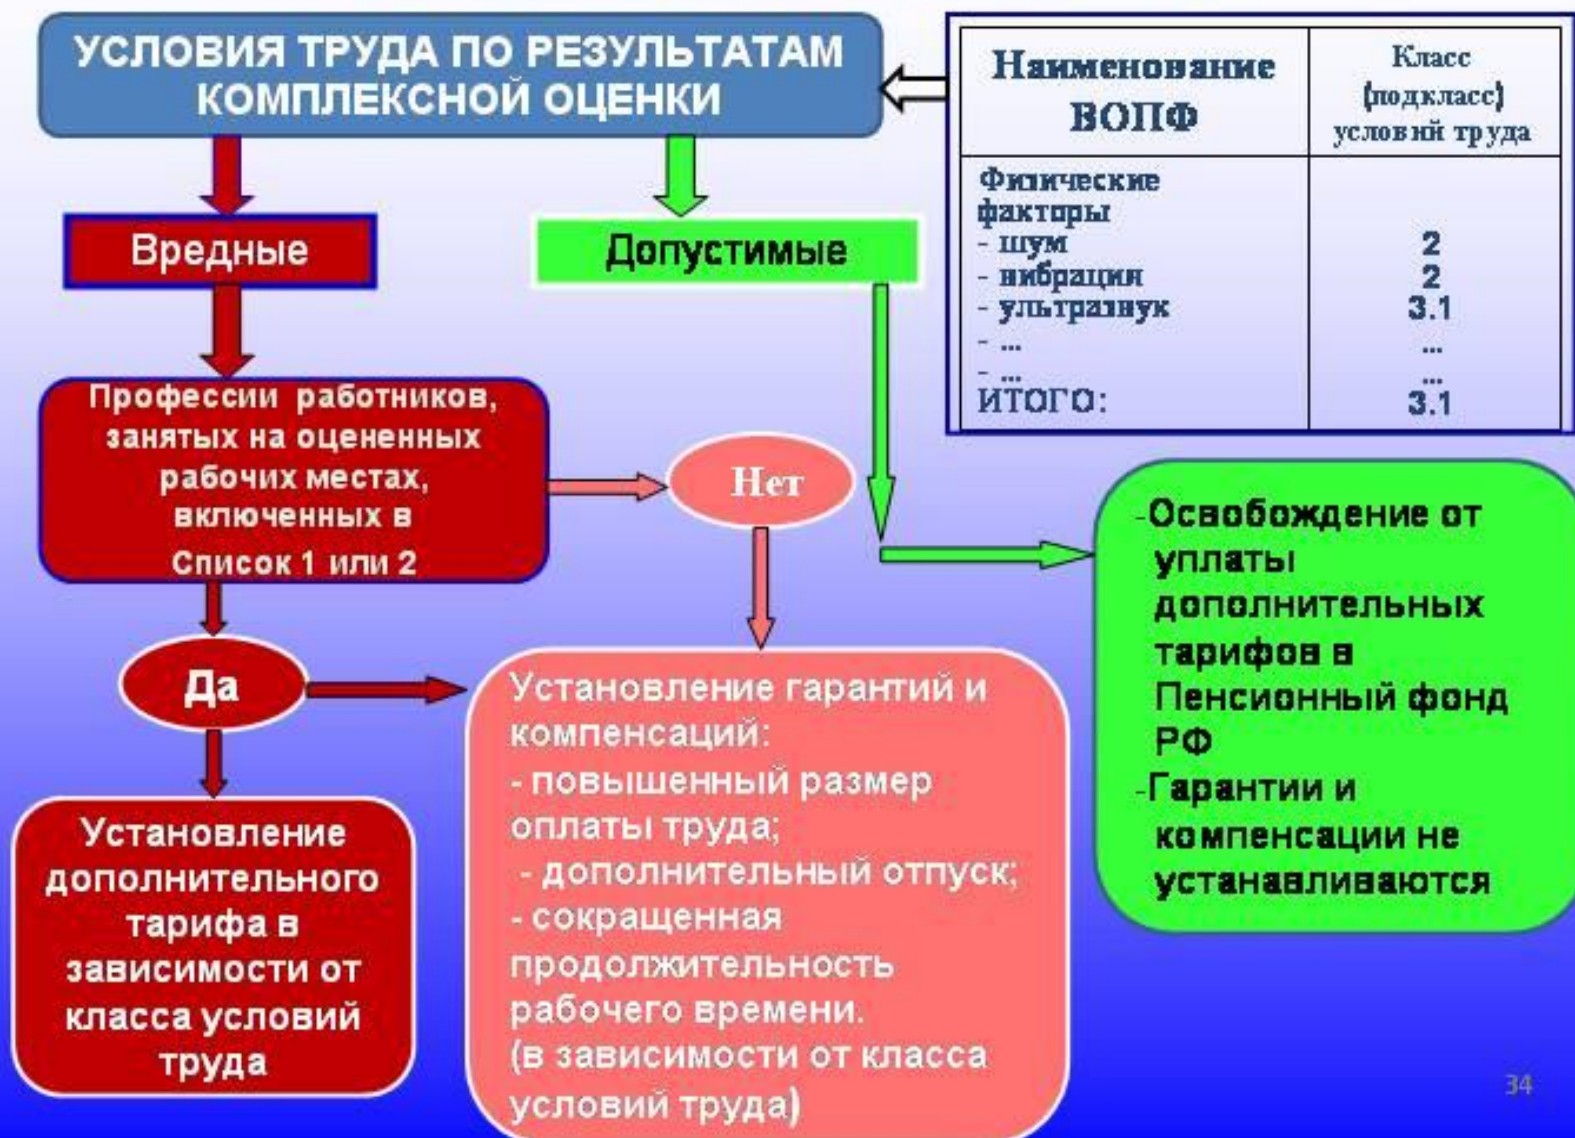 УСЛОВИЯ ТРУДА ПО РЕЗУЛЬТАТАМ
КОМПЛЕКСНОЙ ОЦЕНКИ
Наименование
ВОПФ
Класс
(подкласс)
условий труда
Физические
факторы
- шум 2
- вибрация 2
- ультразвук 3.1
- ... ...
- ... ...
ИТОГО: 3.1
Вредные
Допустимые
Профессии работников,
занятых на оцененных
рабочих местах,
включенных в
Список 1 или 2
Нет
Да
Установление
дополнительного
тарифа в
зависимости от
класса условий
труда
Установление гарантий и
компенсаций:
- повышенный размер
оплаты труда;
- дополнительный отпуск;
- сокращенная
продолжительность
рабочего времени.
(в зависимости от класса
условий труда)
-Освобождение от
уплаты
дополнительных
тарифов в
Пенсионный фонд
РФ
-Гарантии и
компенсации не
устанавливаются
34